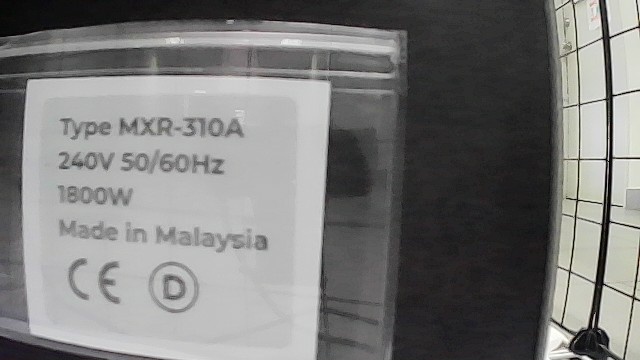 Type MXR-310A
240V 50/60Hz
1800W
Made in Malaysia
CE D